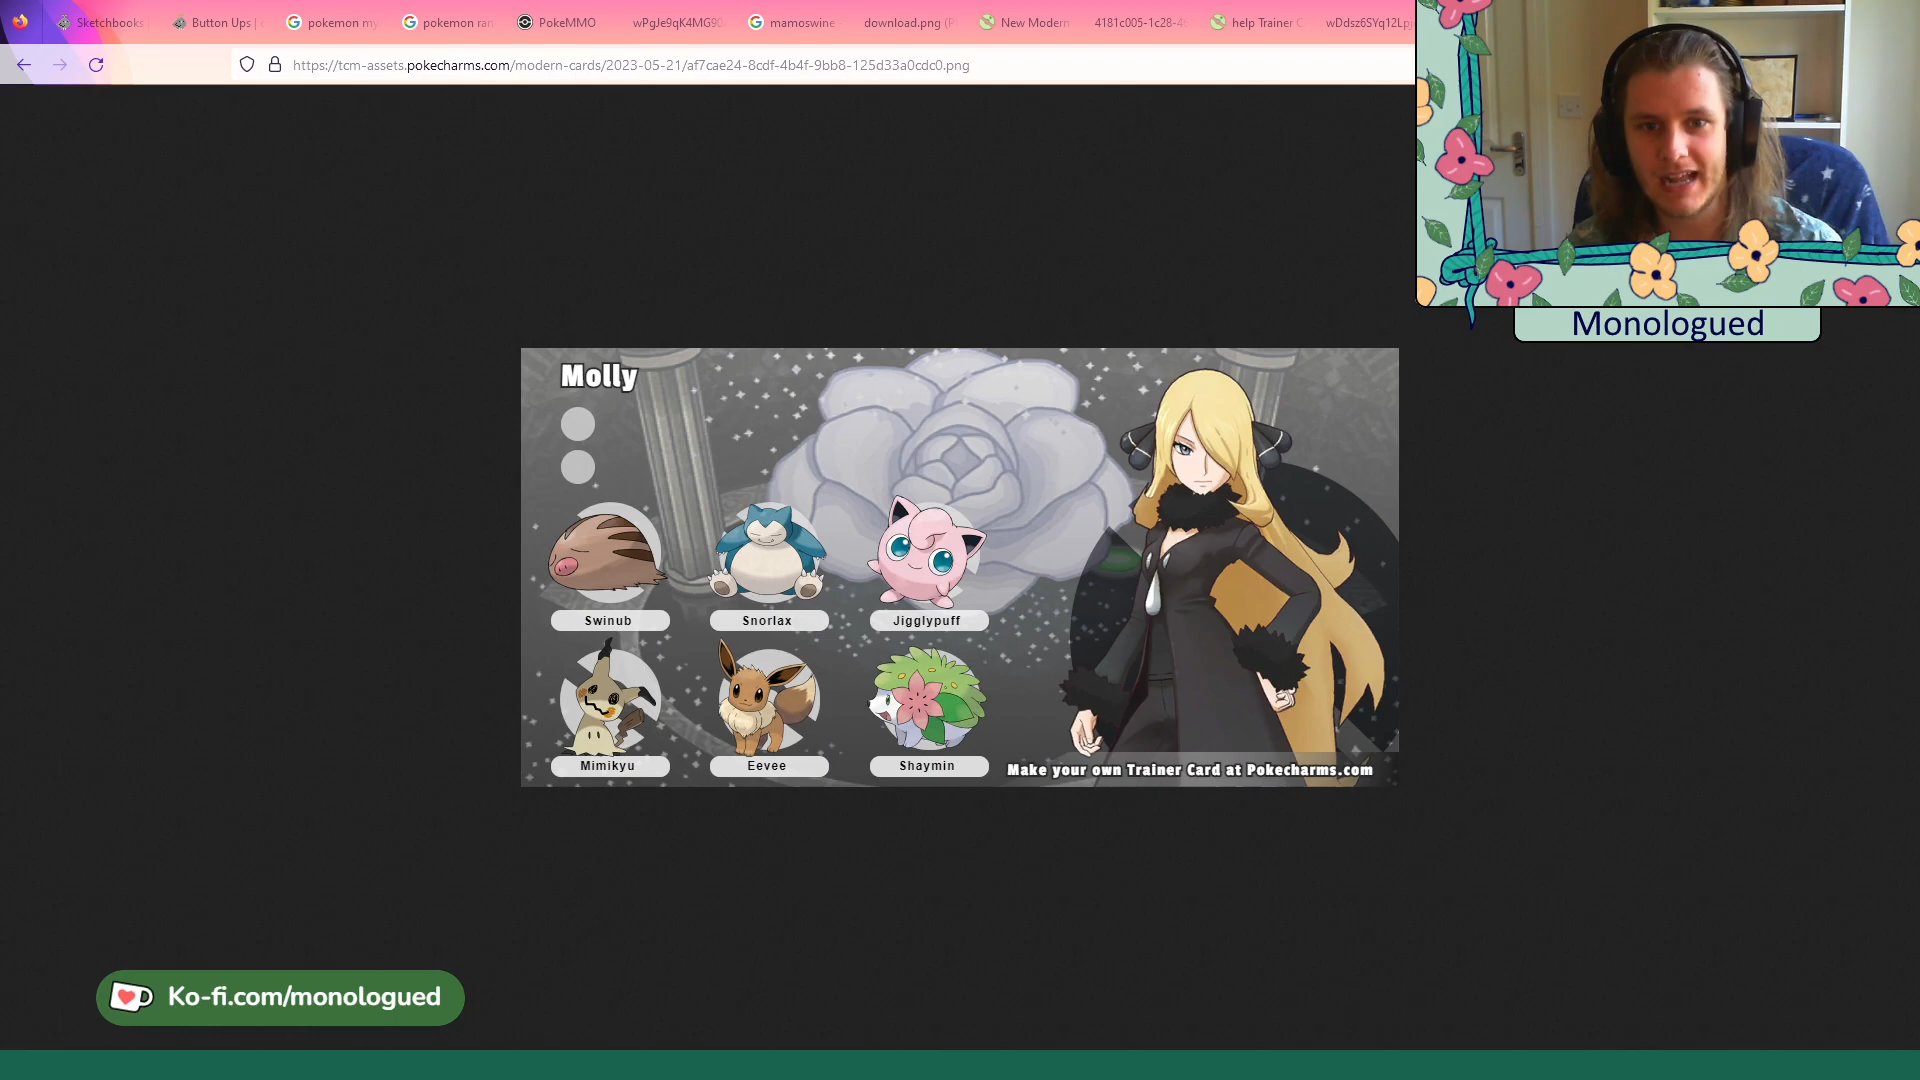 Sketchbooks
Button Ups |
pokemon my
pokemon ran
PokeMMO
wPgJe9qK4MG90
mamoswine
download.png (P
New Modern
4181c005-1c28-4
help Trainer C
wDdsz6SYq12Lpj
https://tcm-assets.pokecharms.com/modern-cards/2023-05-21/af7cae24-8cdf-4b4f-9bb8-125d33a0cdc0.png
Monologued
Molly
Swinub
Snorlax
Jigglypuff
Mimikyu
Eevee
Shaymin
Make your own Trainer Card at Pokecharms.com
Ko-fi.com/monologued